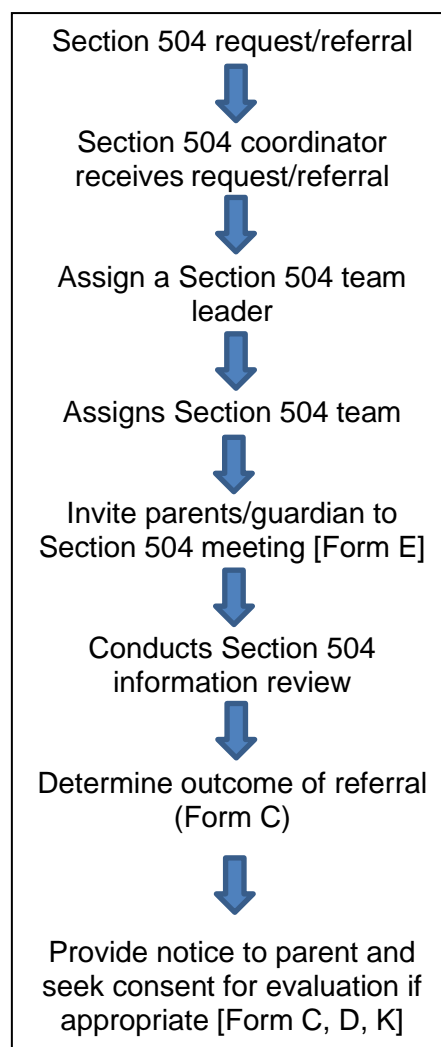 Section 504 request/referral
Section 504 coordinator
receives request/referral
Assign a Section 504 team
leader
Assigns Section 504 team
Invite parents/guardian to
Section 504 meeting [Form E]
Conducts Section 504
information review
Determine outcome of referral
(Form C)
Provide notice to parent and
seek consent for evaluation if
appropriate [Form C, D, K]